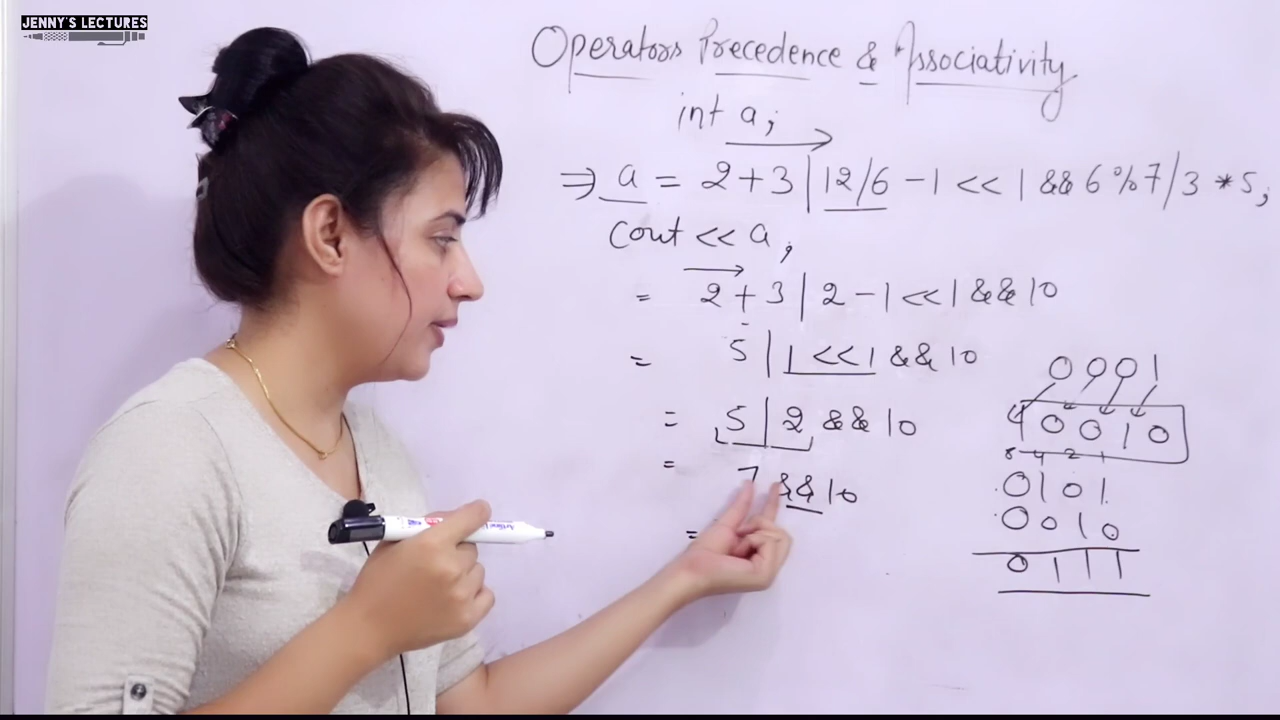 JENNY'S LECTURES
Operators Precedence & Associativity
int a;
⇒ a = 2+3|12/6-1<<1&&6%7/3*5;
cout << a;
= 2+3|2-1<<1&&10
= 5|1<<1&&10
0001
= 5|2&&10
0010
8 4 2 1
= 7&&10
0101
0010
=
0111